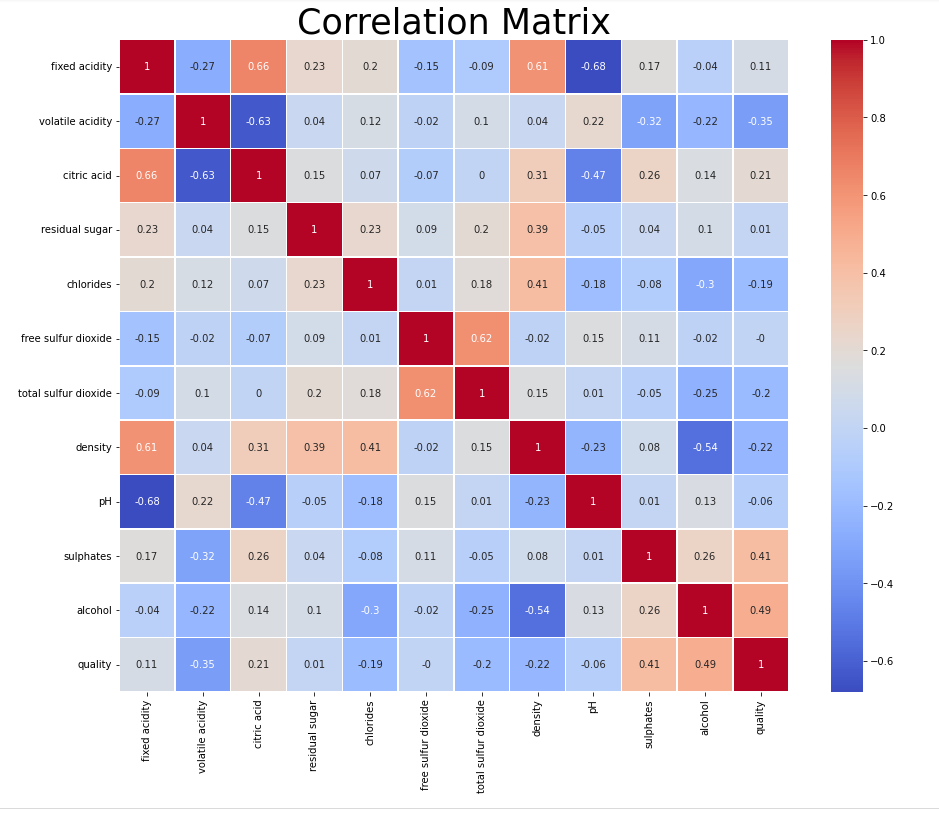 Correlation Matrix
fixed acidity 1 -0.27 0.66 0.23 0.2 -0.15 -0.09 0.61 -0.68 0.17 -0.04 0.11
volatile acidity -0.27 1 -0.63 0.04 0.12 -0.02 0.1 0.04 0.22 -0.32 -0.22 -0.35
citric acid 0.66 -0.63 1 0.15 0.07 -0.07 0 0.31 -0.47 0.26 0.14 0.21
residual sugar 0.23 0.04 0.15 1 0.23 0.09 0.2 0.39 -0.05 0.04 0.1 0.01
chlorides 0.2 0.12 0.07 0.23 1 0.01 0.18 0.41 -0.18 -0.08 -0.3 -0.19
free sulfur dioxide -0.15 -0.02 -0.07 0.09 0.01 1 0.62 -0.02 0.15 0.11 -0.02 -0
total sulfur dioxide -0.09 0.1 0 0.2 0.18 0.62 1 0.15 0.01 -0.05 -0.25 -0.2
density 0.61 0.04 0.31 0.39 0.41 -0.02 0.15 1 -0.23 0.08 -0.54 -0.22
pH -0.68 0.22 -0.47 -0.05 -0.18 0.15 0.01 -0.23 1 0.01 0.13 -0.06
sulphates 0.17 -0.32 0.26 0.04 -0.08 0.11 -0.05 0.08 0.01 1 0.26 0.41
alcohol -0.04 -0.22 0.14 0.1 -0.3 -0.02 -0.25 -0.54 0.13 0.26 1 0.49
quality 0.11 -0.35 0.21 0.01 -0.19 -0 -0.2 -0.22 -0.06 0.41 0.49 1
fixed acidity
volatile acidity
citric acid
residual sugar
chlorides
free sulfur dioxide
total sulfur dioxide
density
pH
sulphates
alcohol
quality
1.0
0.8
0.6
0.4
0.2
0.0
−0.2
−0.4
−0.6